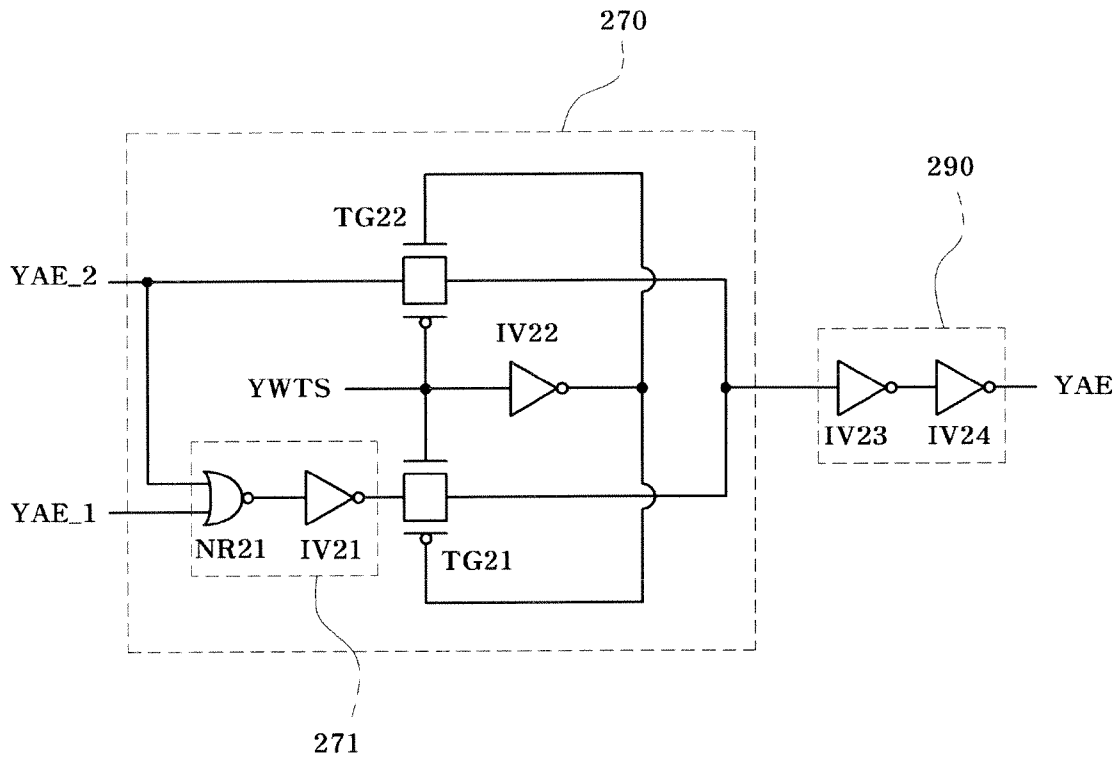 270
290
TG22
YAE_2
IV22
YWTS
YAE
IV23
IV24
YAE_1
NR21
IV21
TG21
271